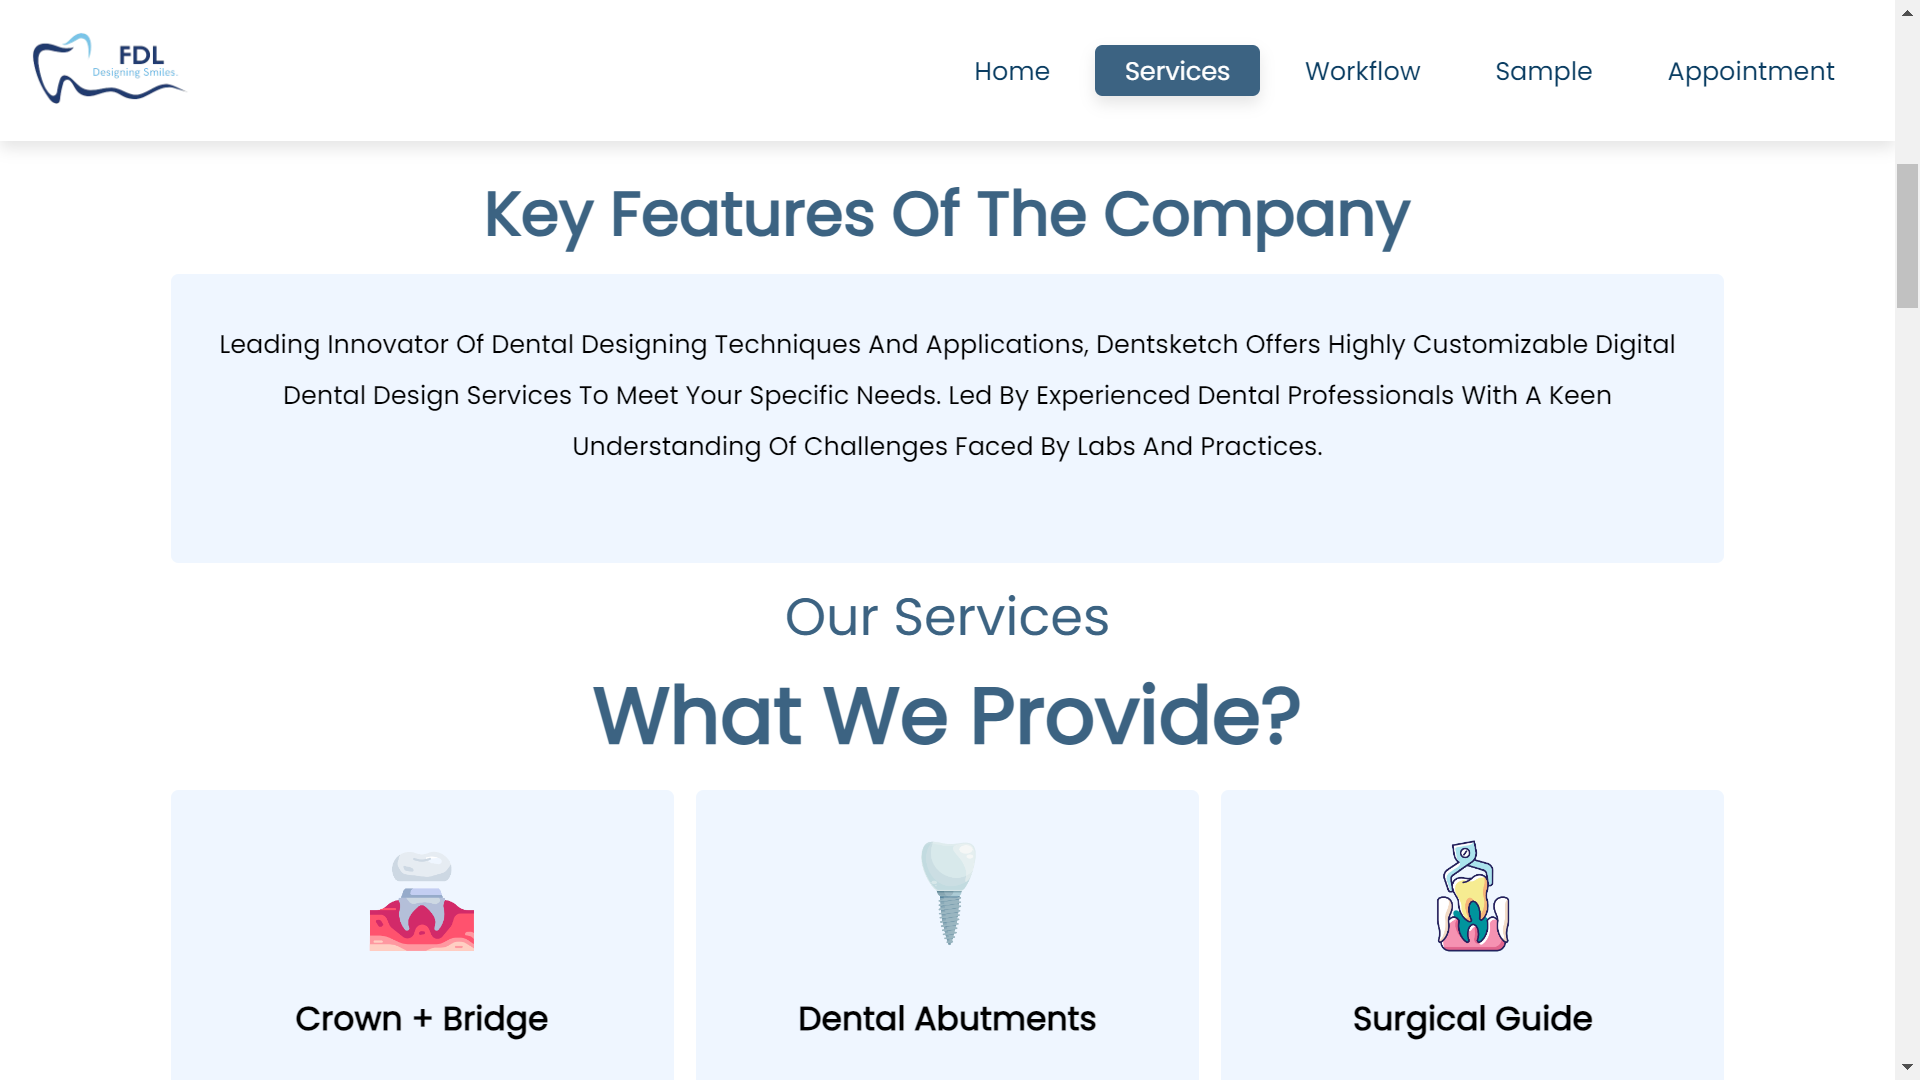 FDL
Designing Smiles.
Home
Services
Workflow
Sample
Appointment
Key Features Of The Company
Leading Innovator Of Dental Designing Techniques And Applications, Dentsketch Offers Highly Customizable Digital
Dental Design Services To Meet Your Specific Needs. Led By Experienced Dental Professionals With A Keen
Understanding Of Challenges Faced By Labs And Practices.
Our Services
What We Provide?
Crown + Bridge
Dental Abutments
Surgical Guide